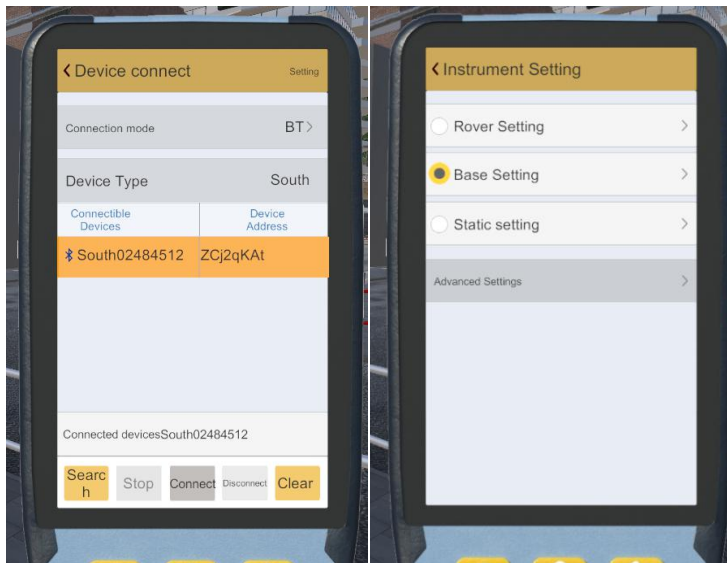 Device connect
Setting
Connection mode
BT
Device Type
South
Connectible
Devices
Device
Address
South02484512
ZCj2qKAt
Connected devicesSouth02484512
Searc
h
Stop
Connect
Disconnect
Clear
Instrument Setting
Rover Setting
Base Setting
Static setting
Advanced Settings